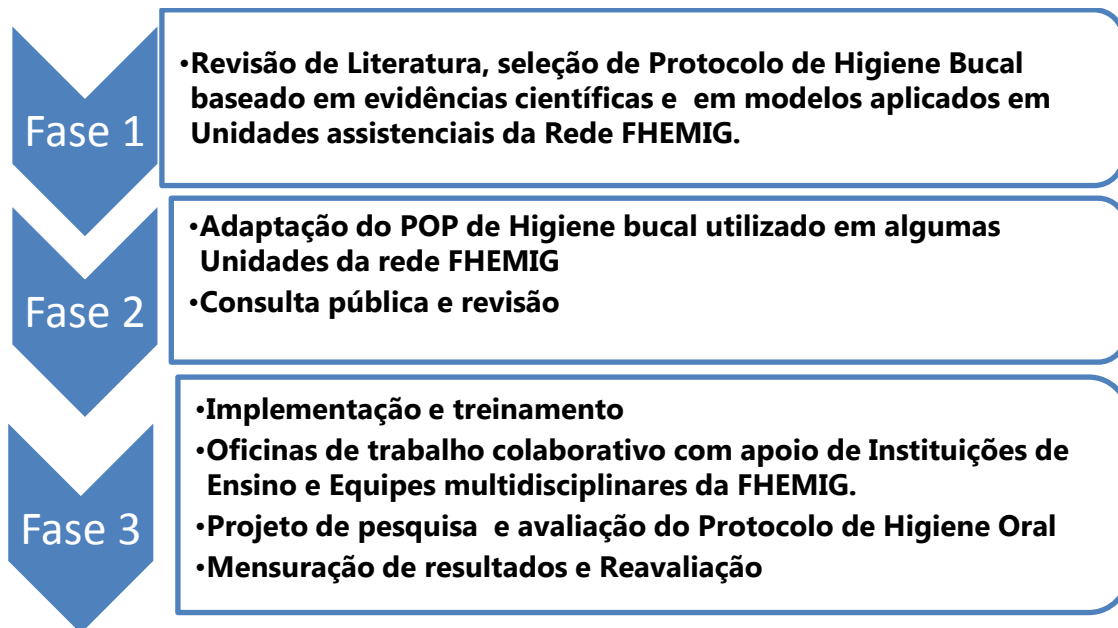 Fase 1
•Revisão de Literatura, seleção de Protocolo de Higiene Bucal
baseado em evidências científicas e em modelos aplicados em
Unidades assistenciais da Rede FHEMIG.
Fase 2
•Adaptação do POP de Higiene bucal utilizado em algumas
Unidades da rede FHEMIG
•Consulta pública e revisão
Fase 3
•Implementação e treinamento
•Oficinas de trabalho colaborativo com apoio de Instituições de
Ensino e Equipes multidisciplinares da FHEMIG.
•Projeto de pesquisa e avaliação do Protocolo de Higiene Oral
•Mensuração de resultados e Reavaliação